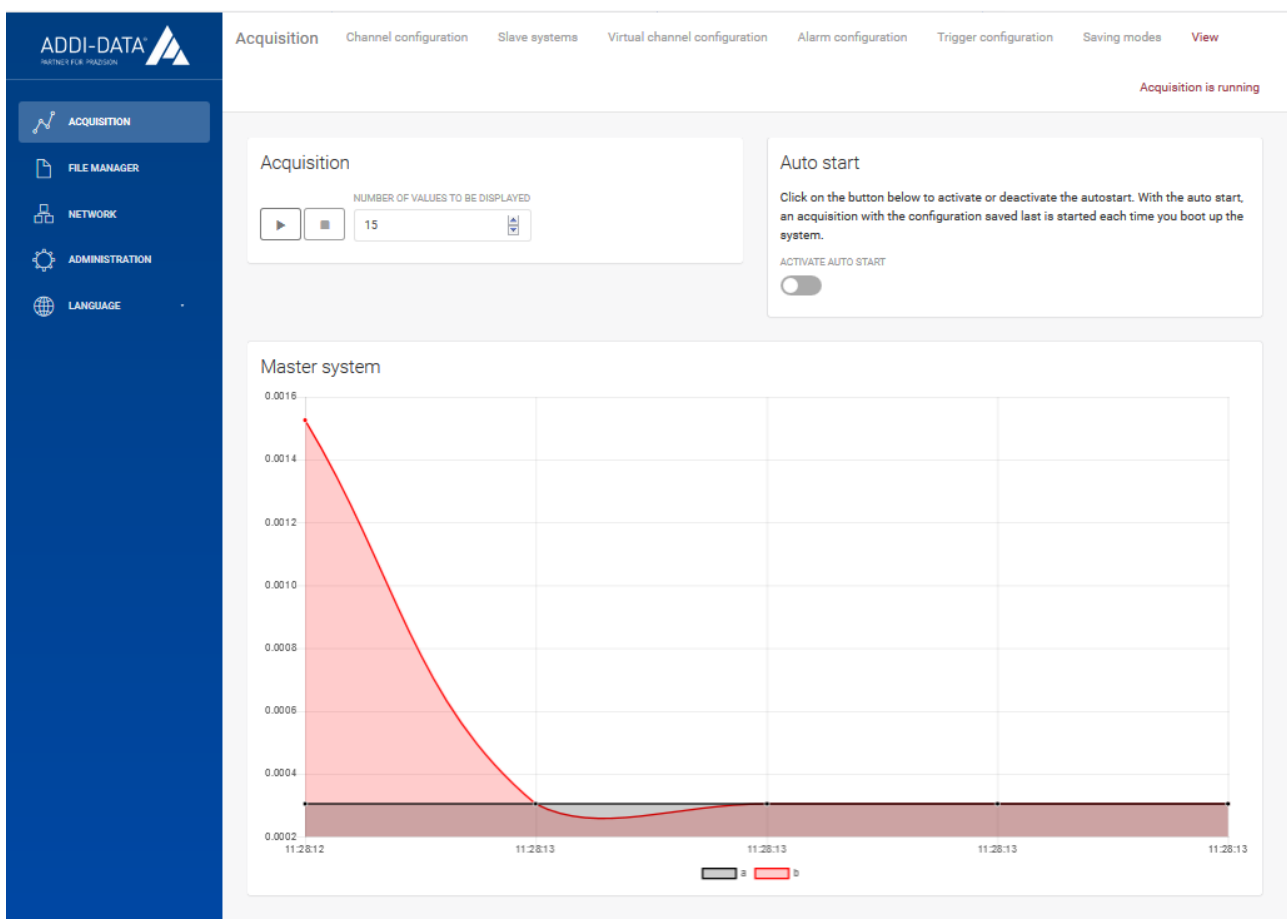 ADDI-DATA®
PARTNER FÜR PRÄZISION
ACQUISITION
FILE MANAGER
NETWORK
ADMINISTRATION
LANGUAGE
Acquisition Channel configuration Slave systems Virtual channel configuration Alarm configuration Trigger configuration Saving modes View
Acquisition is running
Acquisition
NUMBER OF VALUES TO BE DISPLAYED
15
Auto start
Click on the button below to activate or deactivate the autostart. With the auto start,
an acquisition with the configuration saved last is started each time you boot up the
system.
ACTIVATE AUTO START
Master system
0.0016
0.0014
0.0012
0.0010
0.0008
0.0006
0.0004
0.0002
11:28:12 11:28:13 11:28:13 11:28:13 11:28:13
a b